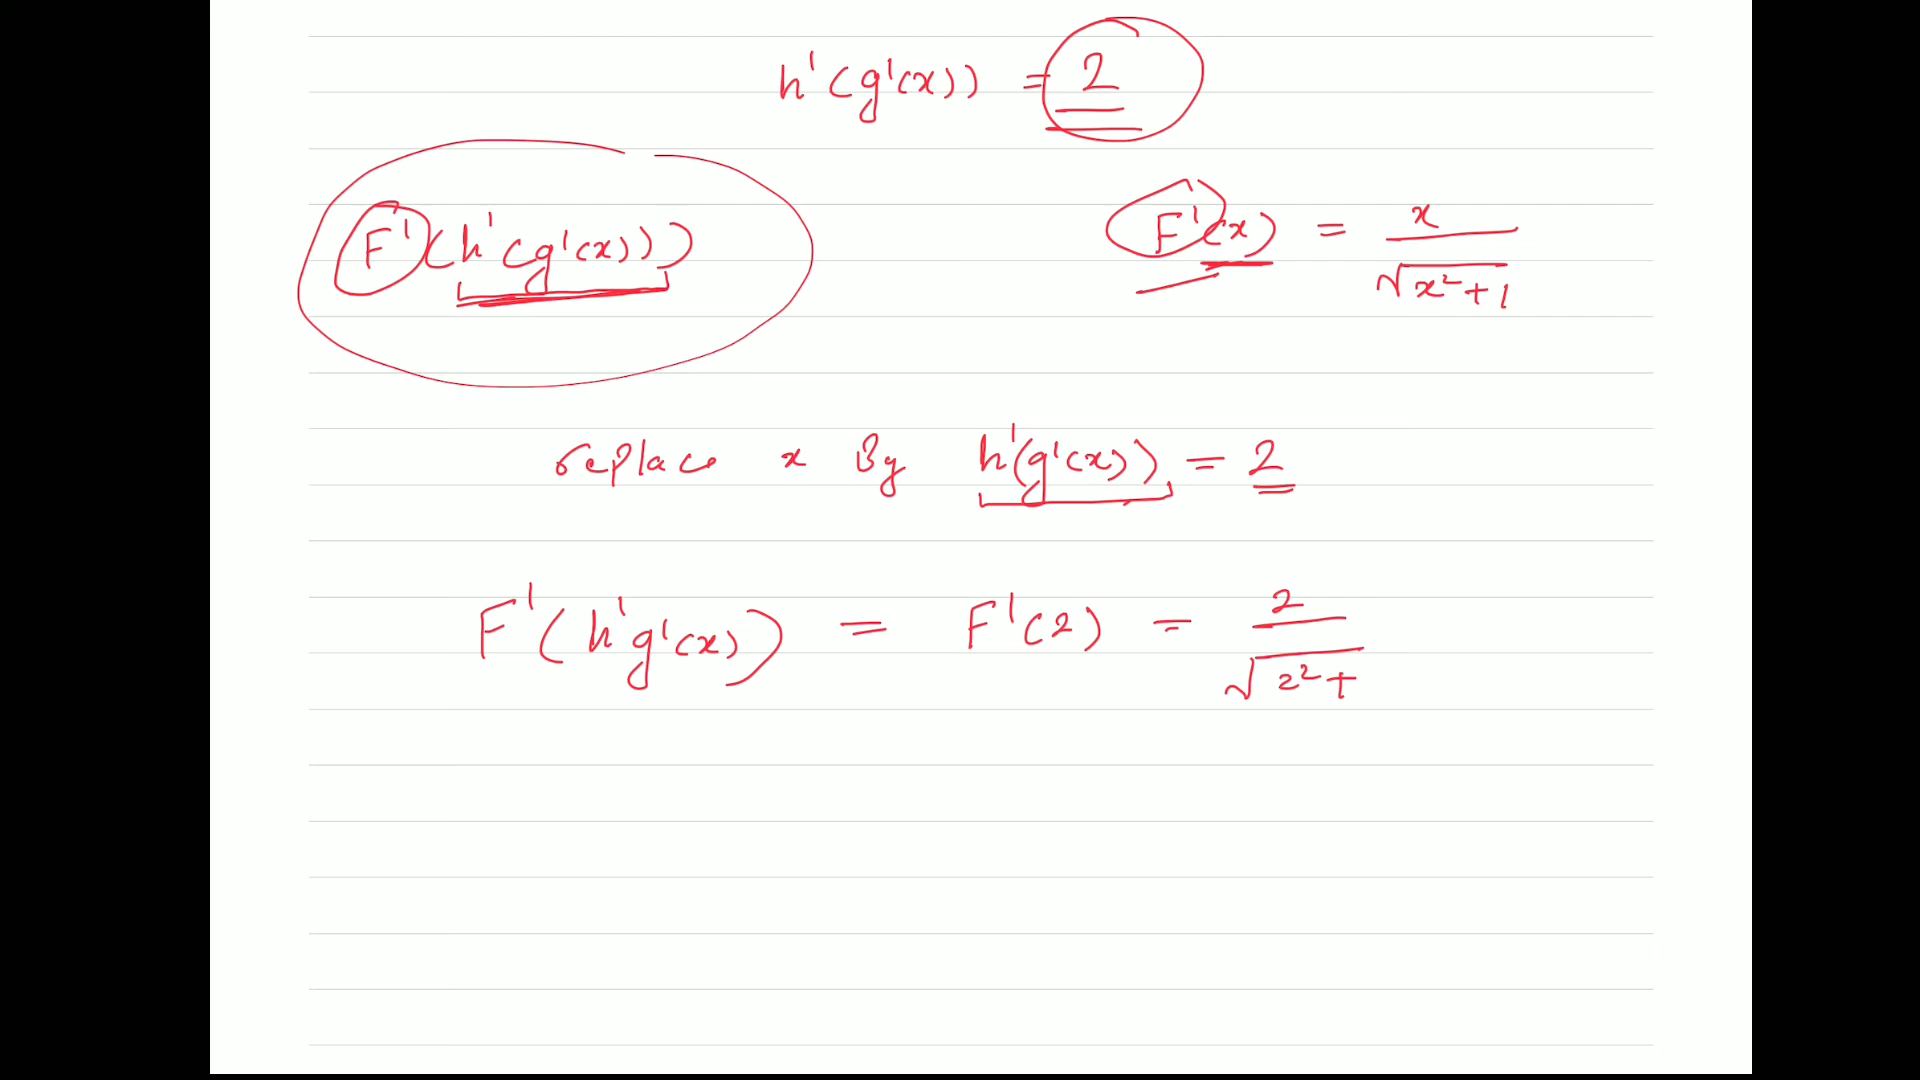 h'(g'(x)) = 2
F'(h'(g'(x))) F'(x) = x / √x²+1
replace x By h'(g'(x)) = 2
F'(h'g'(x)) = F'(2) = 2 / √2²+